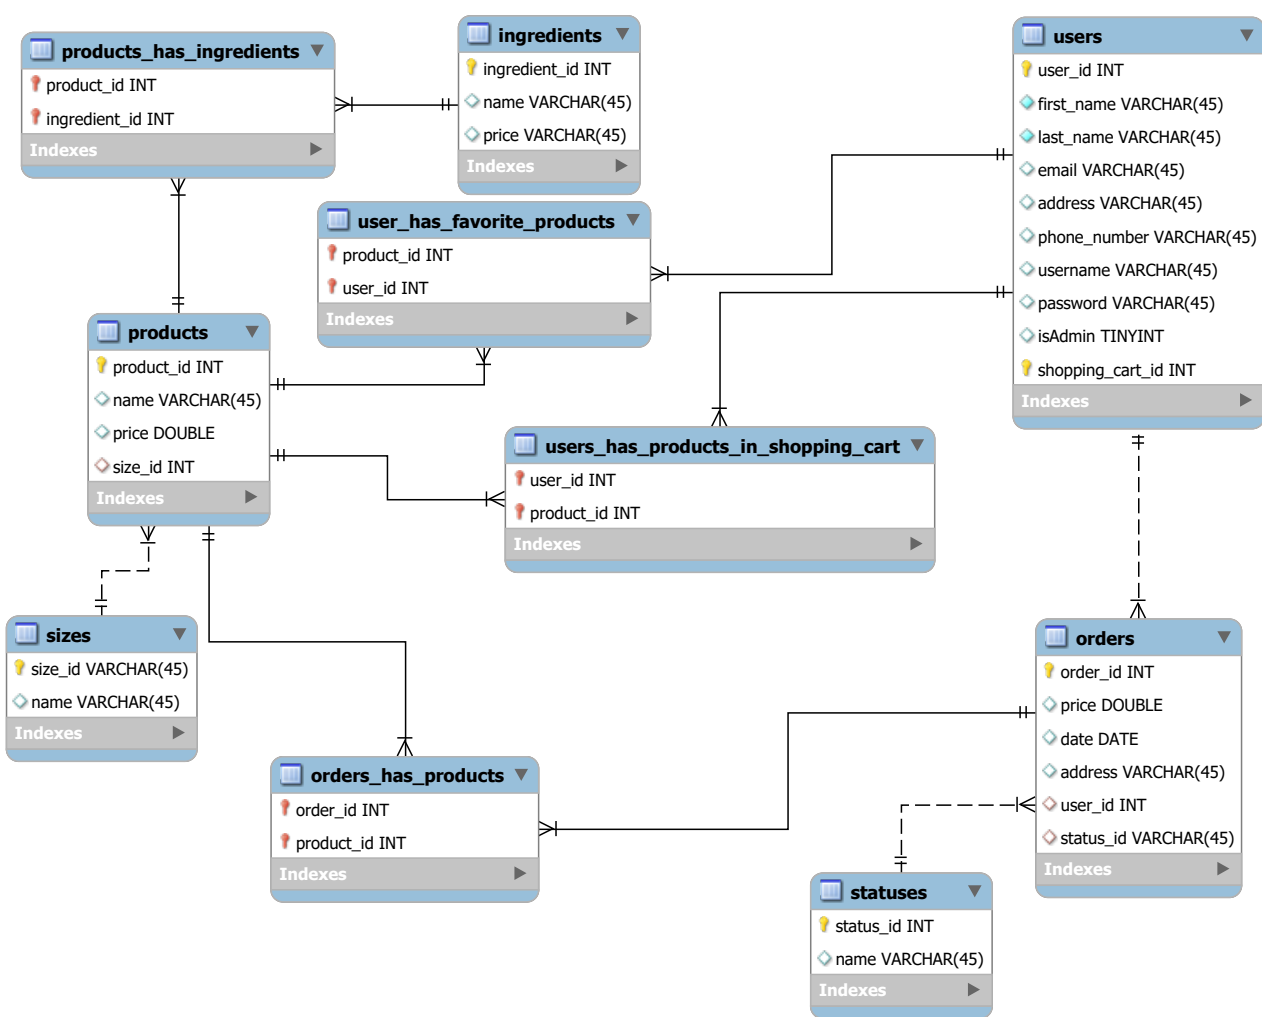 products_has_ingredients
product_id INT
ingredient_id INT
Indexes
ingredients
ingredient_id INT
name VARCHAR(45)
price VARCHAR(45)
Indexes
users
user_id INT
first_name VARCHAR(45)
last_name VARCHAR(45)
email VARCHAR(45)
address VARCHAR(45)
phone_number VARCHAR(45)
username VARCHAR(45)
password VARCHAR(45)
isAdmin TINYINT
shopping_cart_id INT
Indexes
user_has_favorite_products
product_id INT
user_id INT
Indexes
products
product_id INT
name VARCHAR(45)
price DOUBLE
size_id INT
Indexes
users_has_products_in_shopping_cart
user_id INT
product_id INT
Indexes
sizes
size_id VARCHAR(45)
name VARCHAR(45)
Indexes
orders
order_id INT
price DOUBLE
date DATE
address VARCHAR(45)
user_id INT
status_id VARCHAR(45)
Indexes
orders_has_products
order_id INT
product_id INT
Indexes
statuses
status_id INT
name VARCHAR(45)
Indexes